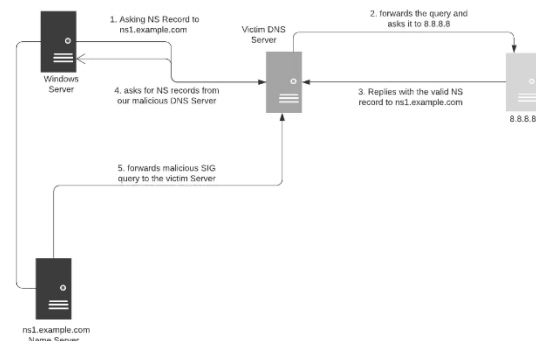 1. Asking NS Record to
ns1.example.com
Victim DNS
Server
2. forwards the query and
asks it to 8.8.8.8
Windows
Server
4. asks for NS records from
our malicious DNS Server
3. Replies with the valid NS
record to ns1.example.com
8.8.8.8
5. forwards malicious SIG
query to the victim Server
ns1.example.com
Name Server